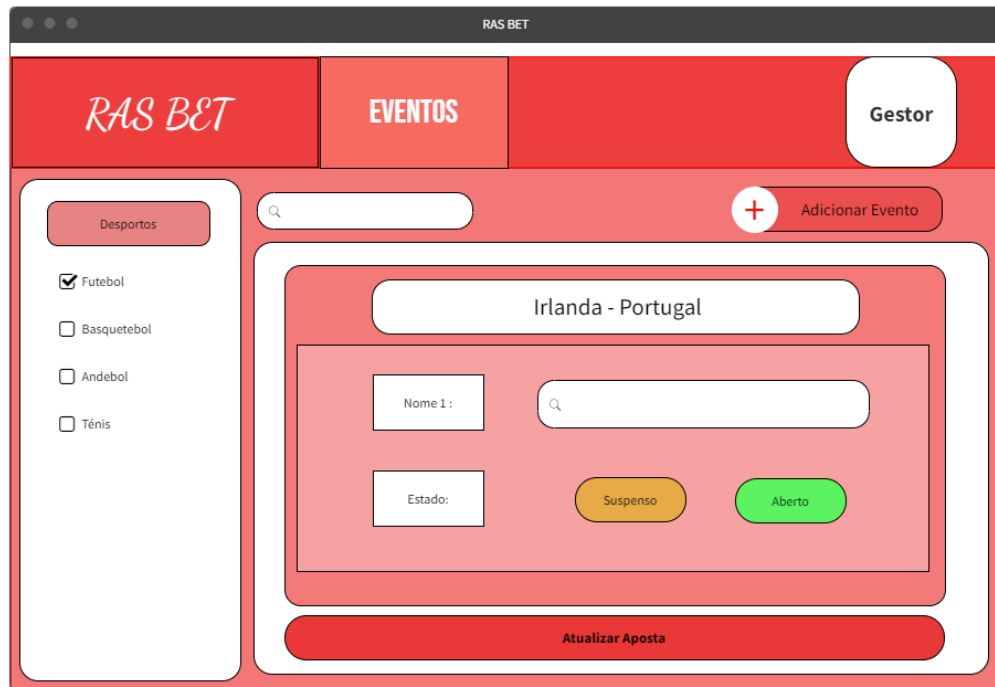 RAS BET
RAS BET
EVENTOS
Gestor
Desportos
Futebol
Basquetebol
Andebol
Ténis
Adicionar Evento
Irlanda - Portugal
Nome 1 :
Estado:
Suspenso
Aberto
Atualizar Aposta